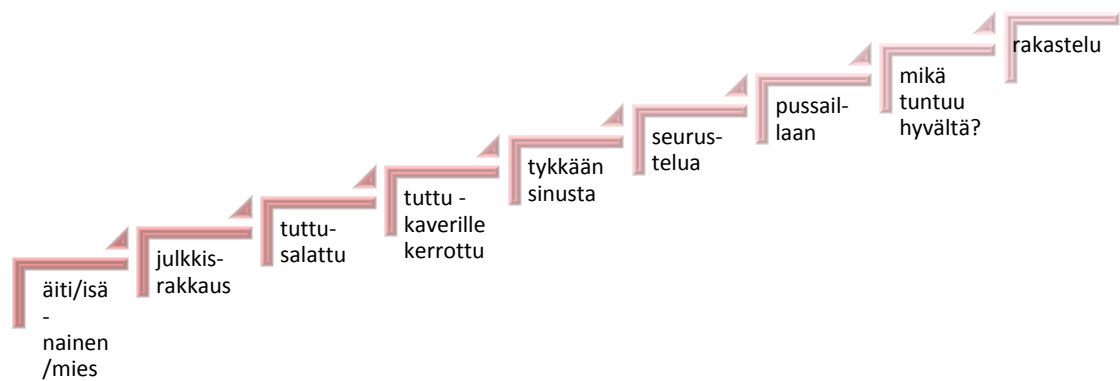 äiti/isä
-
nainen
/mies
julkkis-
rakkaus
tuttu-
salattu
tuttu -
kaverille
kerrottu
tykkään
sinusta
seurus-
telua
pussail-
laan
mikä
tuntuu
hyvältä?
rakastelu